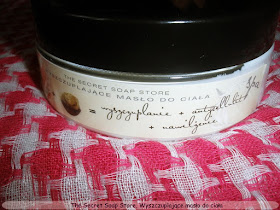 THE SECRET SOAP STORE
WYSZCZUPLAJĄCE MASŁO DO CIAŁA
= wyszczuplanie + antycellulit
+ nawilżenie
The Secret Soap Store, Wyszczuplające masło do ciała